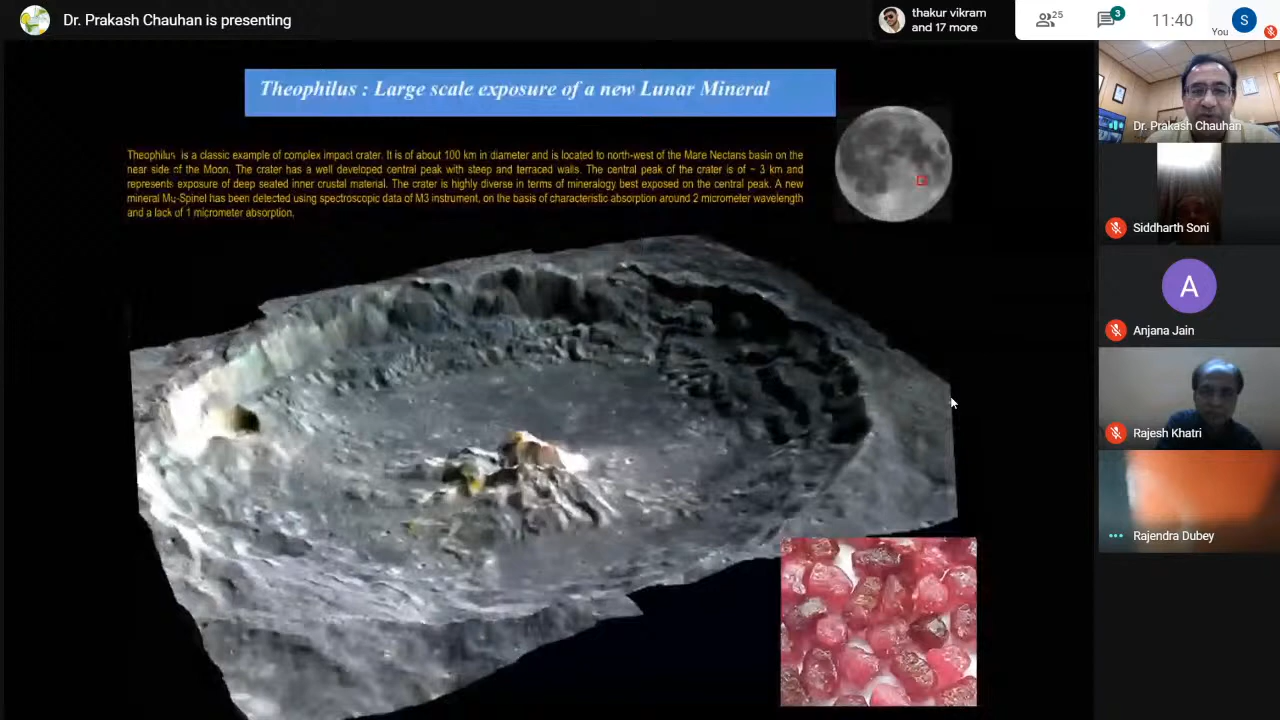 Dr. Prakash Chauhan is presenting
thakur vikram
and 17 more
25
3
11:40
You
S
Theophilus : Large scale exposure of a new Lunar Mineral
Theophilus is a classic example of complex impact crater. It is of about 100 km in diameter and is located to north-west of the Mare Nectaris basin on the
near side of the Moon. The crater has a well developed central peak with steep and terraced walls. The central peak of the crater is of ~ 3 km and
represents exposure of deep seated inner crustal material. The crater is highly diverse in terms of mineralogy best exposed on the central peak. A new
mineral Mg-Spinel has been detected using spectroscopic data of M3 instrument, on the basis of characteristic absorption around 2 micrometer wavelength
and a lack of 1 micrometer absorption.
Dr. Prakash Chauhan
Siddharth Soni
A
Anjana Jain
Rajesh Khatri
Rajendra Dubey